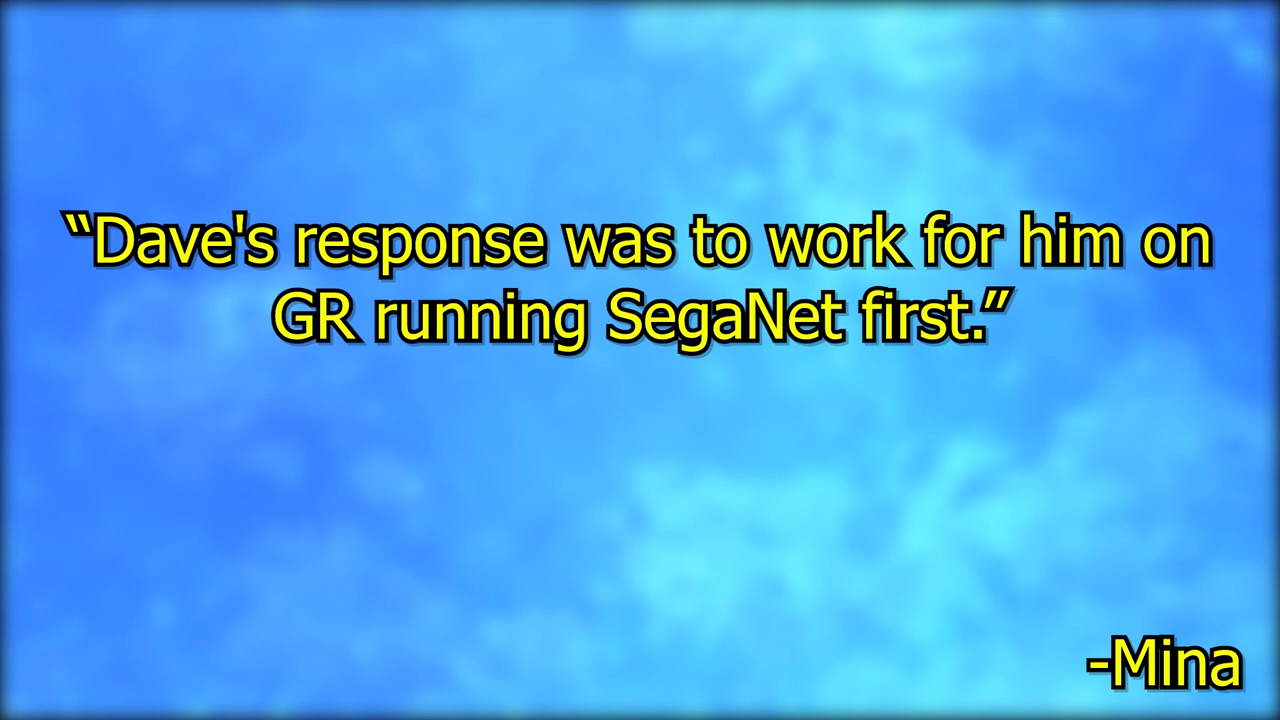 “Dave's response was to work for him on
GR running SegaNet first.”
-Mina